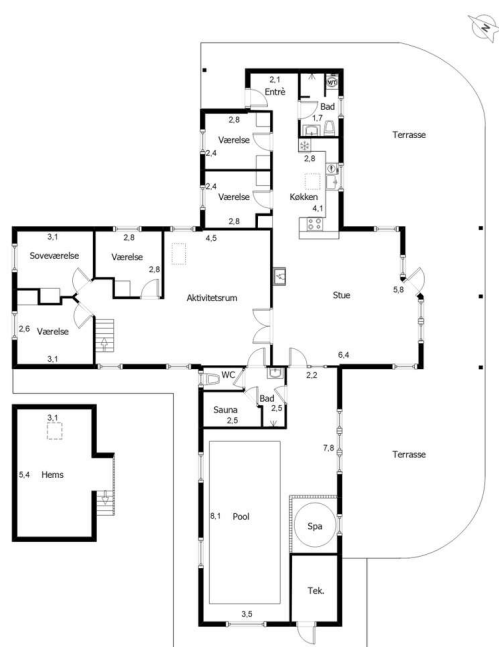 N
2,1
Entrè
Bad
1,7
Terrasse
2,8
Værelse
2,4
2,8
2,4
Værelse
Køkken
4,1
2,8
3,1
2,8
4,5
Soveværelse
Værelse
2,8
5,8
Aktivitetsrum
Stue
2,6
Værelse
3,1
6,4
2,2
WC
Bad
Sauna
2,5
2,5
3,1
7,8
5,4
Hems
Terrasse
8,1
Pool
Spa
Tek.
3,5